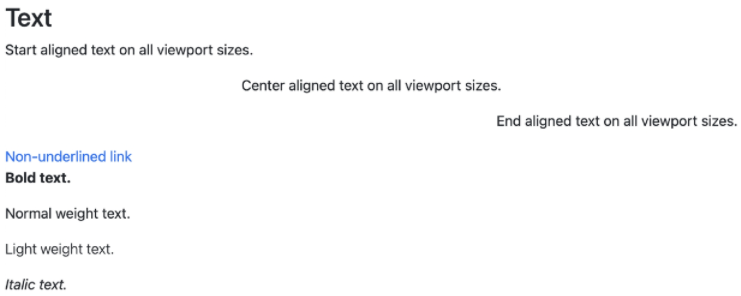 Text
Start aligned text on all viewport sizes.
Center aligned text on all viewport sizes.
End aligned text on all viewport sizes.
Non-underlined link
Bold text.
Normal weight text.
Light weight text.
Italic text.